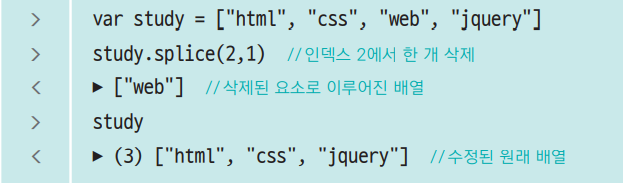 > var study = ["html", "css", "web", "jquery"]
> study.splice(2,1) //인덱스 2에서 한 개 삭제
< ▶ ["web"] //삭제된 요소로 이루어진 배열
> study
< ▶ (3) ["html", "css", "jquery"] //수정된 원래 배열